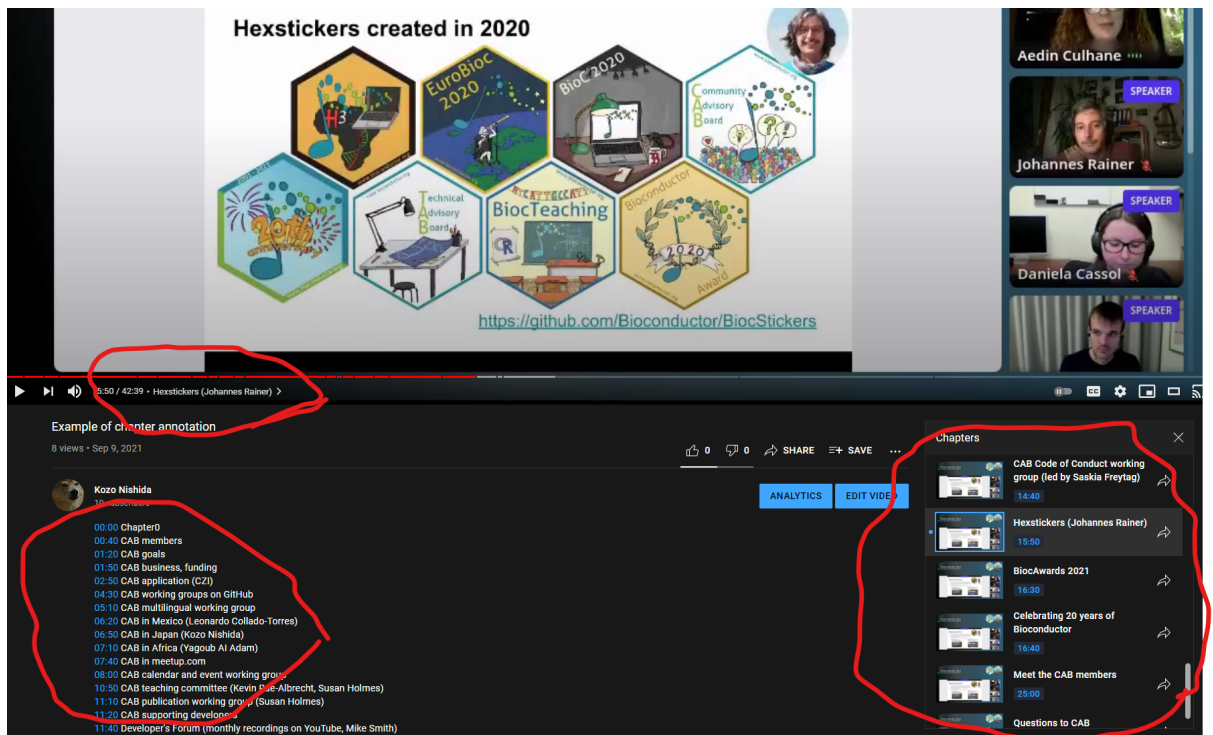 Hexstickers created in 2020
H3
EuroBioc
2020
BioC 2020
Community
Advisory
Board
2001-2021
20th
Technical
Advisory
Board
BiocTeaching
R
Bioconductor
2020
Award
https://github.com/Bioconductor/BiocStickers
Aedin Culhane
SPEAKER
Johannes Rainer
SPEAKER
Daniela Cassol
SPEAKER
5:50 / 42:39 • Hexstickers (Johannes Rainer)
CC
Example of chapter annotation
8 views • Sep 9, 2021
0
0
SHARE
SAVE
Kozo Nishida
ANALYTICS
EDIT VIDEO
00:00 Chapter0
00:40 CAB members
01:20 CAB goals
01:50 CAB business, funding
02:50 CAB application (CZI)
04:30 CAB working groups on GitHub
05:10 CAB multilingual working group
06:20 CAB in Mexico (Leonardo Collado-Torres)
06:50 CAB in Japan (Kozo Nishida)
07:10 CAB in Africa (Yagoub Al Adam)
07:40 CAB in meetup.com
08:00 CAB calendar and event working group
10:50 CAB teaching committee (Kevin Rue-Albrecht, Susan Holmes)
11:10 CAB publication working group (Susan Holmes)
11:20 CAB supporting developers
11:40 Developer's Forum (monthly recordings on YouTube, Mike Smith)
Chapters
CAB Code of Conduct working
group (led by Saskia Freytag)
14:40
Hexstickers (Johannes Rainer)
15:50
BiocAwards 2021
16:30
Celebrating 20 years of
Bioconductor
16:40
Meet the CAB members
25:00
Questions to CAB